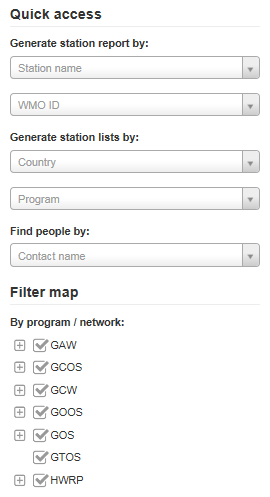 Quick access
Generate station report by:
Station name
WMO ID
Generate station lists by:
Country
Program
Find people by:
Contact name
Filter map
By program / network:
GAW
GCOS
GCW
GOOS
GOS
GTOS
HWRP